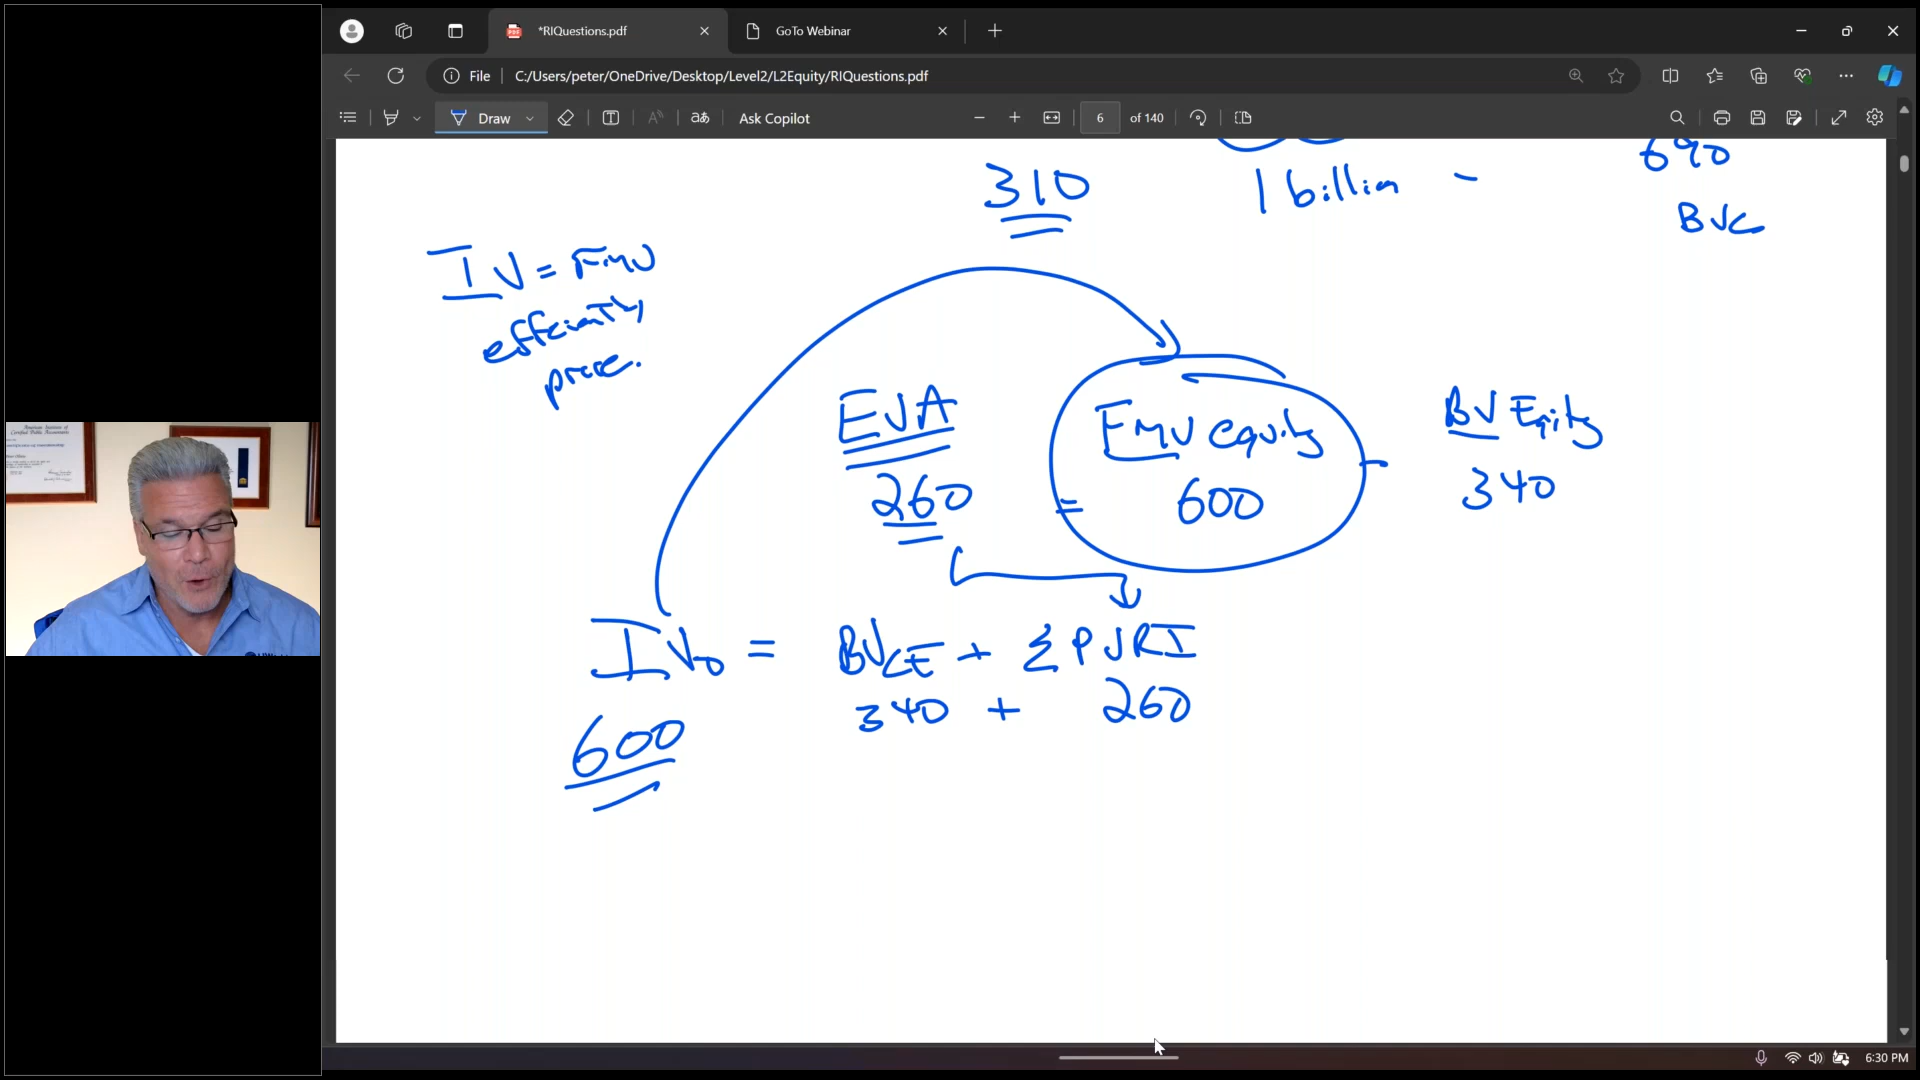 *RIQuestions.pdf
GoTo Webinar
File
C:/Users/peter/OneDrive/Desktop/Level2/L2Equity/RIQuestions.pdf
Draw
Ask Copilot
6 of 140
690
310
1 billion -
BVC
IV = FMV
efficiently
price.
EVA
FMV equity
BV Equity
260 = 600 - 340
IV0 = BVCE + Σ PVRI
340 + 260
600
6:30 PM